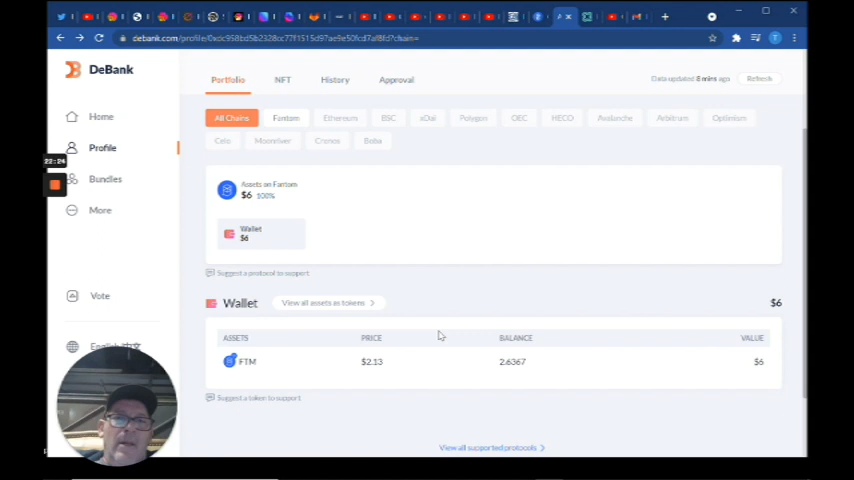 debank.com/profile/0xdc958bd5b2328cc77f1515d97ae9e50fcd7af8fd?chain=
DeBank
Portfolio NFT History Approval
Data updated 8 mins ago Refresh
Home
All Chains Fantom Ethereum BSC xDai Polygon OEC HECO Avalanche Arbitrum Optimism
Celo Moonriver Cronos Boba
Profile
22:24
Bundles
More
Assets on Fantom
$6 100%
Wallet
$6
Suggest a protocol to support
Vote
Wallet View all assets as tokens $6
ASSETS PRICE BALANCE VALUE
English
FTM $2.13 2.6367 $6
Suggest a token to support
View all supported protocols